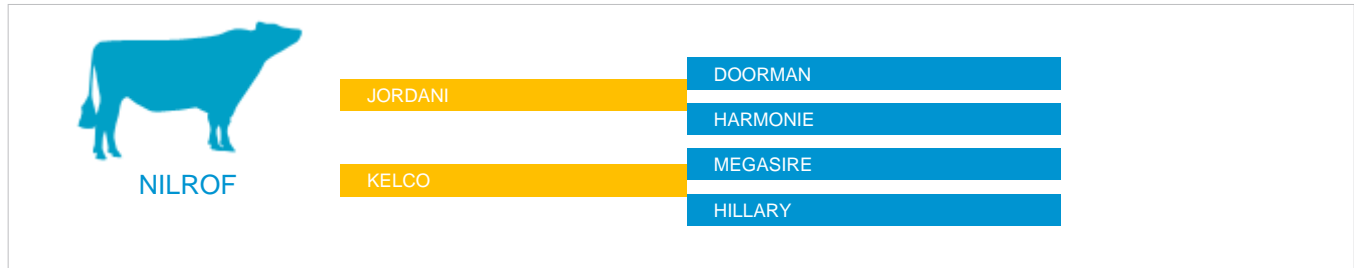 NILROF
JORDANI
KELCO
DOORMAN
HARMONIE
MEGASIRE
HILLARY